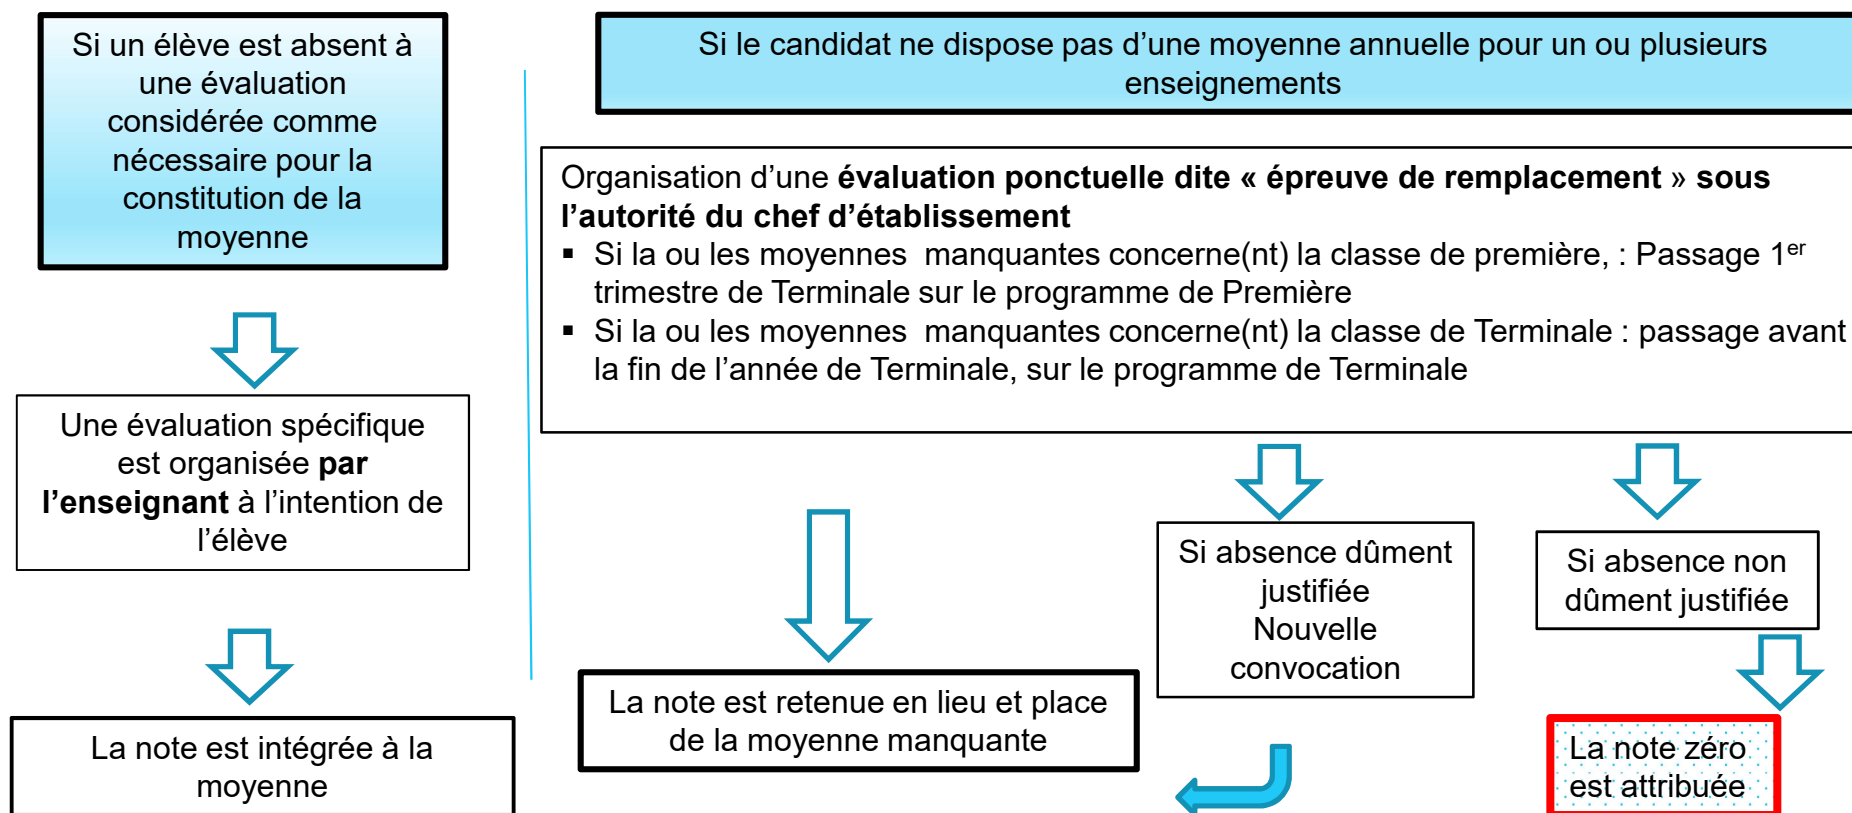 Si un élève est absent à
une évaluation
considérée comme
nécessaire pour la
constitution de la
moyenne
Une évaluation spécifique
est organisée par
l’enseignant à l’intention de
l’élève
La note est intégrée à la
moyenne
Si le candidat ne dispose pas d’une moyenne annuelle pour un ou plusieurs
enseignements
Organisation d’une évaluation ponctuelle dite « épreuve de remplacement » sous
l’autorité du chef d’établissement
▪ Si la ou les moyennes  manquantes concerne(nt) la classe de première, : Passage 1er
trimestre de Terminale sur le programme de Première
▪ Si la ou les moyennes  manquantes concerne(nt) la classe de Terminale : passage avant
la fin de l’année de Terminale, sur le programme de Terminale
La note est retenue en lieu et place
de la moyenne manquante
Si absence dûment
justifiée
Nouvelle
convocation
Si absence non
dûment justifiée
La note zéro
est attribuée